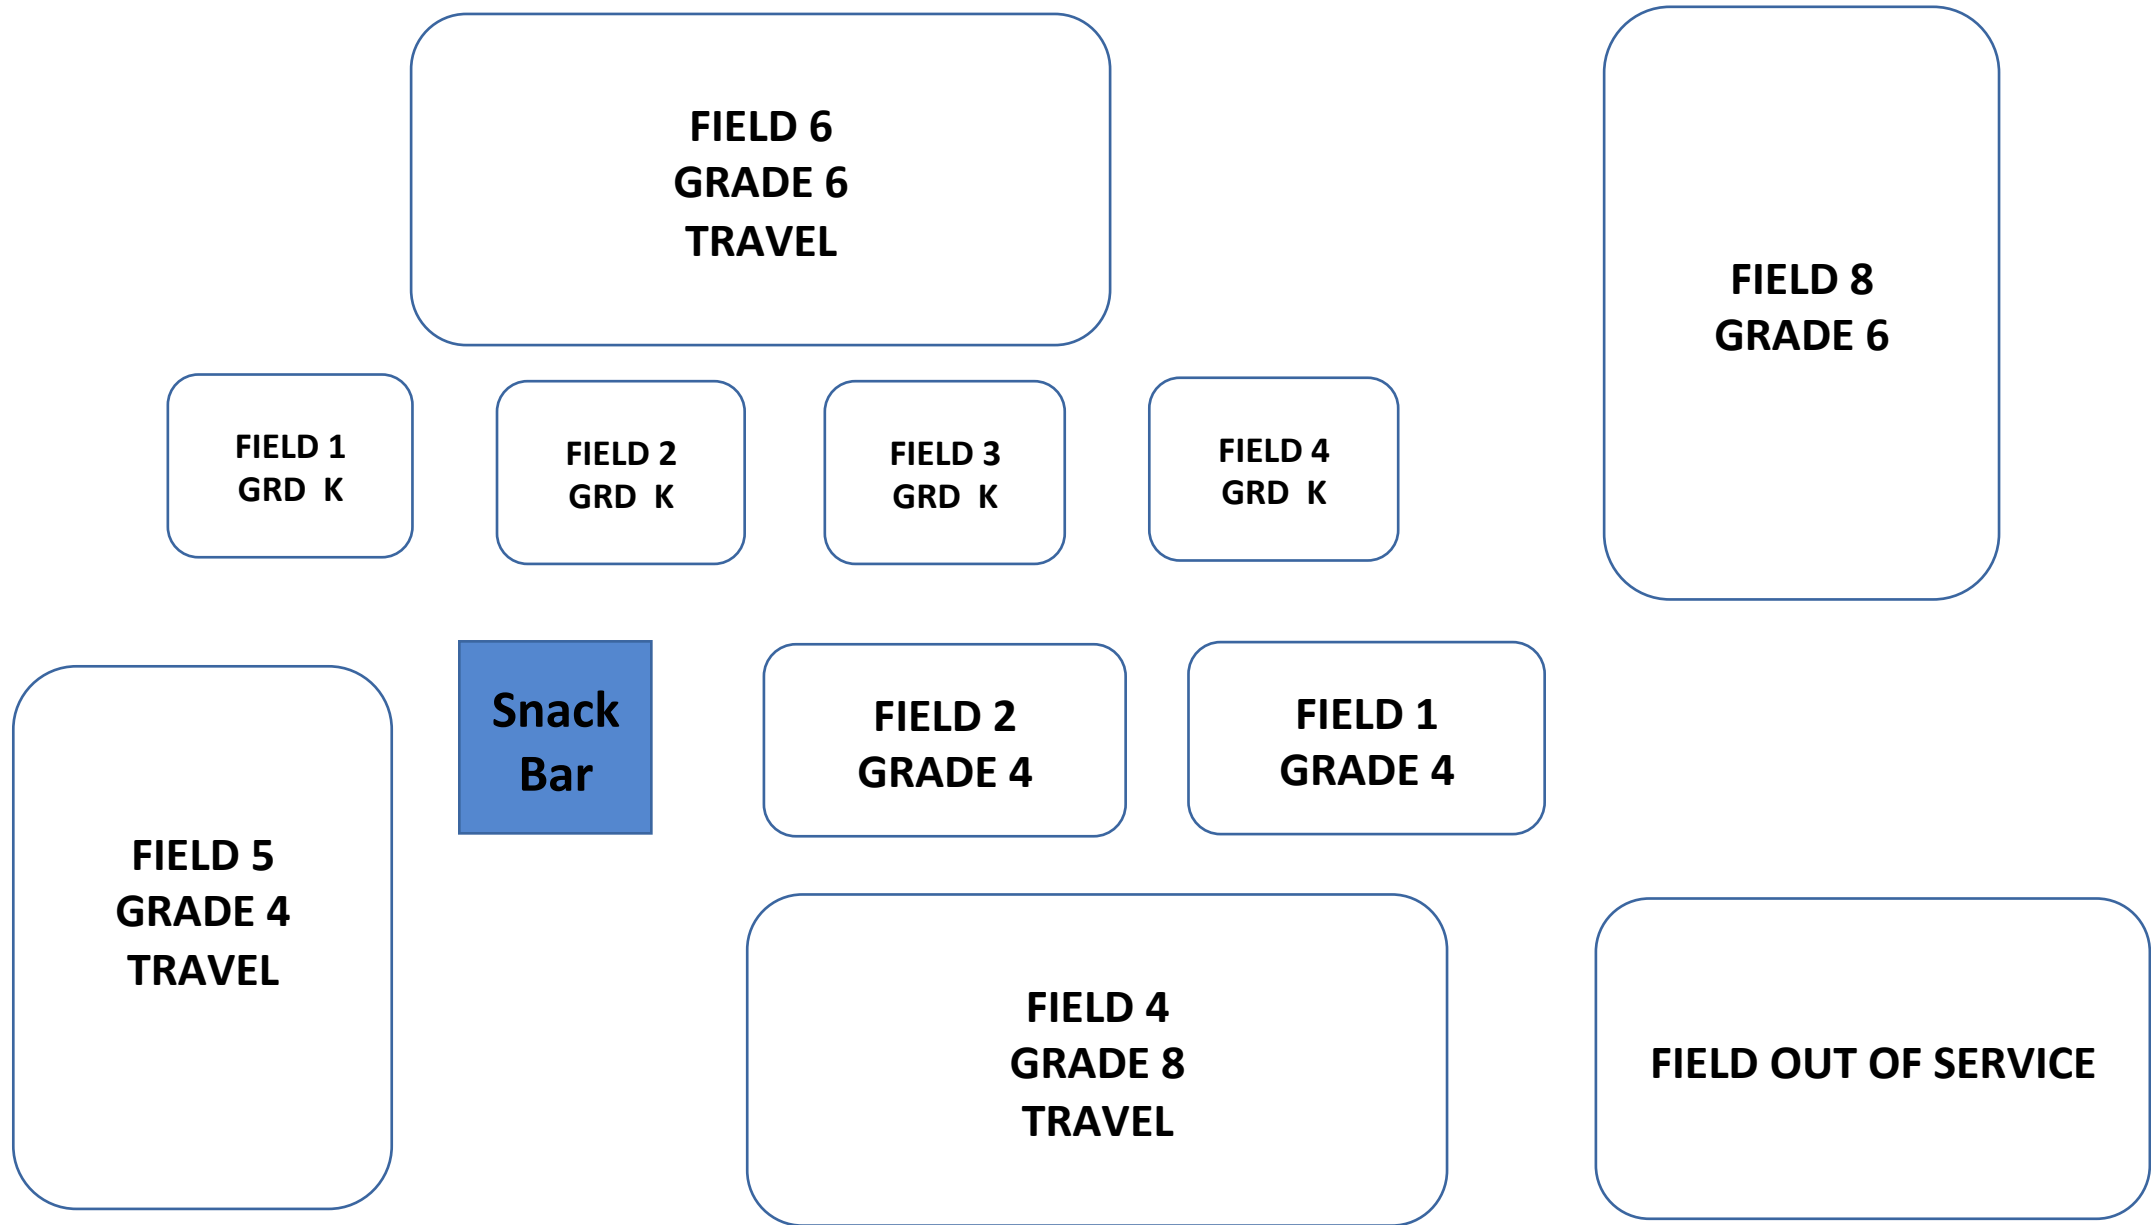 FIELD 6
GRADE 6
TRAVEL
FIELD 8
GRADE 6
FIELD 1
GRD  K
FIELD 2
GRD  K
FIELD 3
GRD  K
FIELD 4
GRD  K
Snack
Bar
FIELD 2
GRADE 4
FIELD 1
GRADE 4
FIELD 5
GRADE 4
TRAVEL
FIELD 4
GRADE 8
TRAVEL
FIELD OUT OF SERVICE